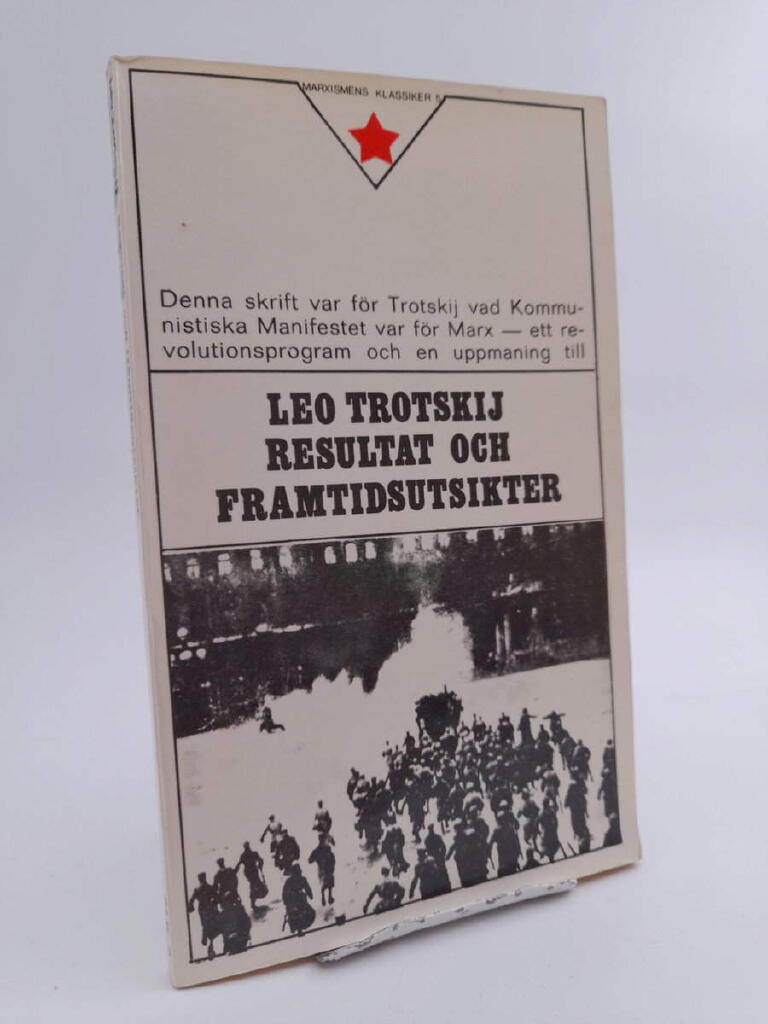 MARXISMENS KLASSIKER 5
Denna skrift var för Trotskij vad Kommu-
nistiska Manifestet var för Marx — ett re-
volutionsprogram och en uppmaning till
LEO TROTSKIJ
RESULTAT OCH
FRAMTIDSUTSIKTER